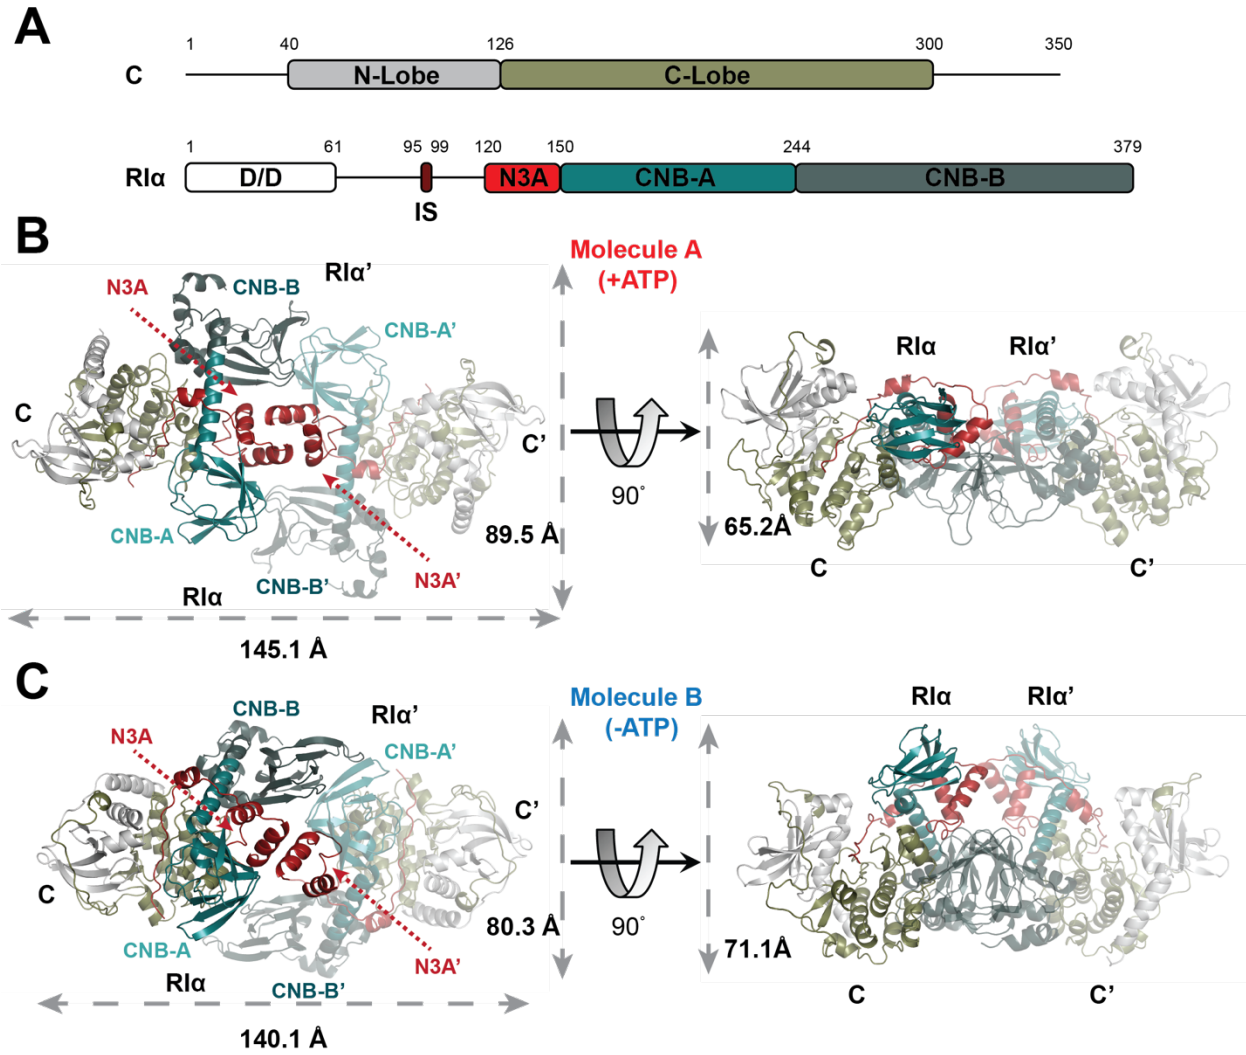 A
1 40 126 300 350
C N-Lobe C-Lobe
1 61 95 99 120 150 244 379
RIα D/D N3A CNB-A CNB-B
IS
B
Molecule A
(+ATP)
RIα’
N3A CNB-B
CNB-A’
C
C’
CNB-A
89.5 Å
CNB-B’
N3A’
RIα
145.1 Å
90°
RIα RIα’
65.2Å
C C’
C
Molecule B
(-ATP)
CNB-B
RIα’
N3A
CNB-A’
C’
C
80.3 Å
CNB-A
N3A’
RIα
CNB-B’
140.1 Å
90°
RIα RIα’
71.1Å
C C’